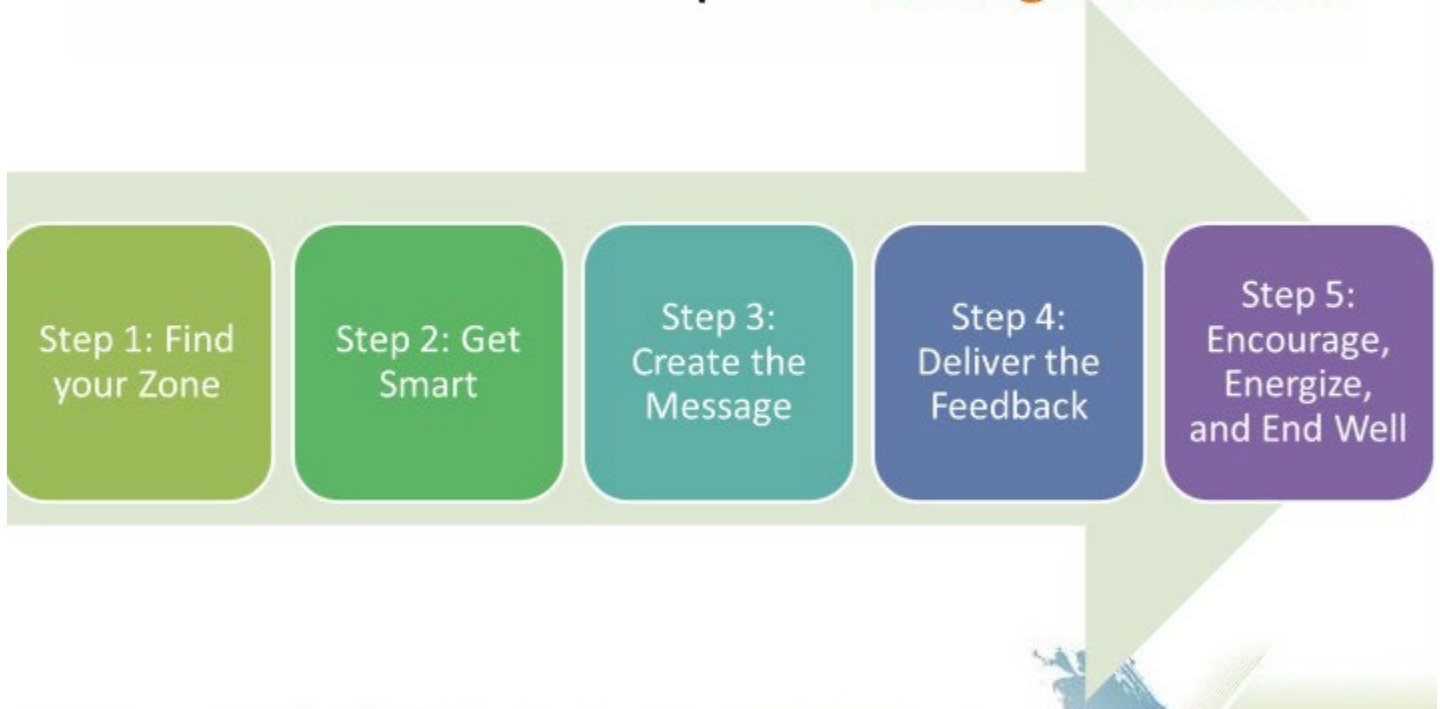 Step 1: Find
your Zone
Step 2: Get
Smart
Step 3:
Create the
Message
Step 4:
Deliver the
Feedback
Step 5:
Encourage,
Energize,
and End Well